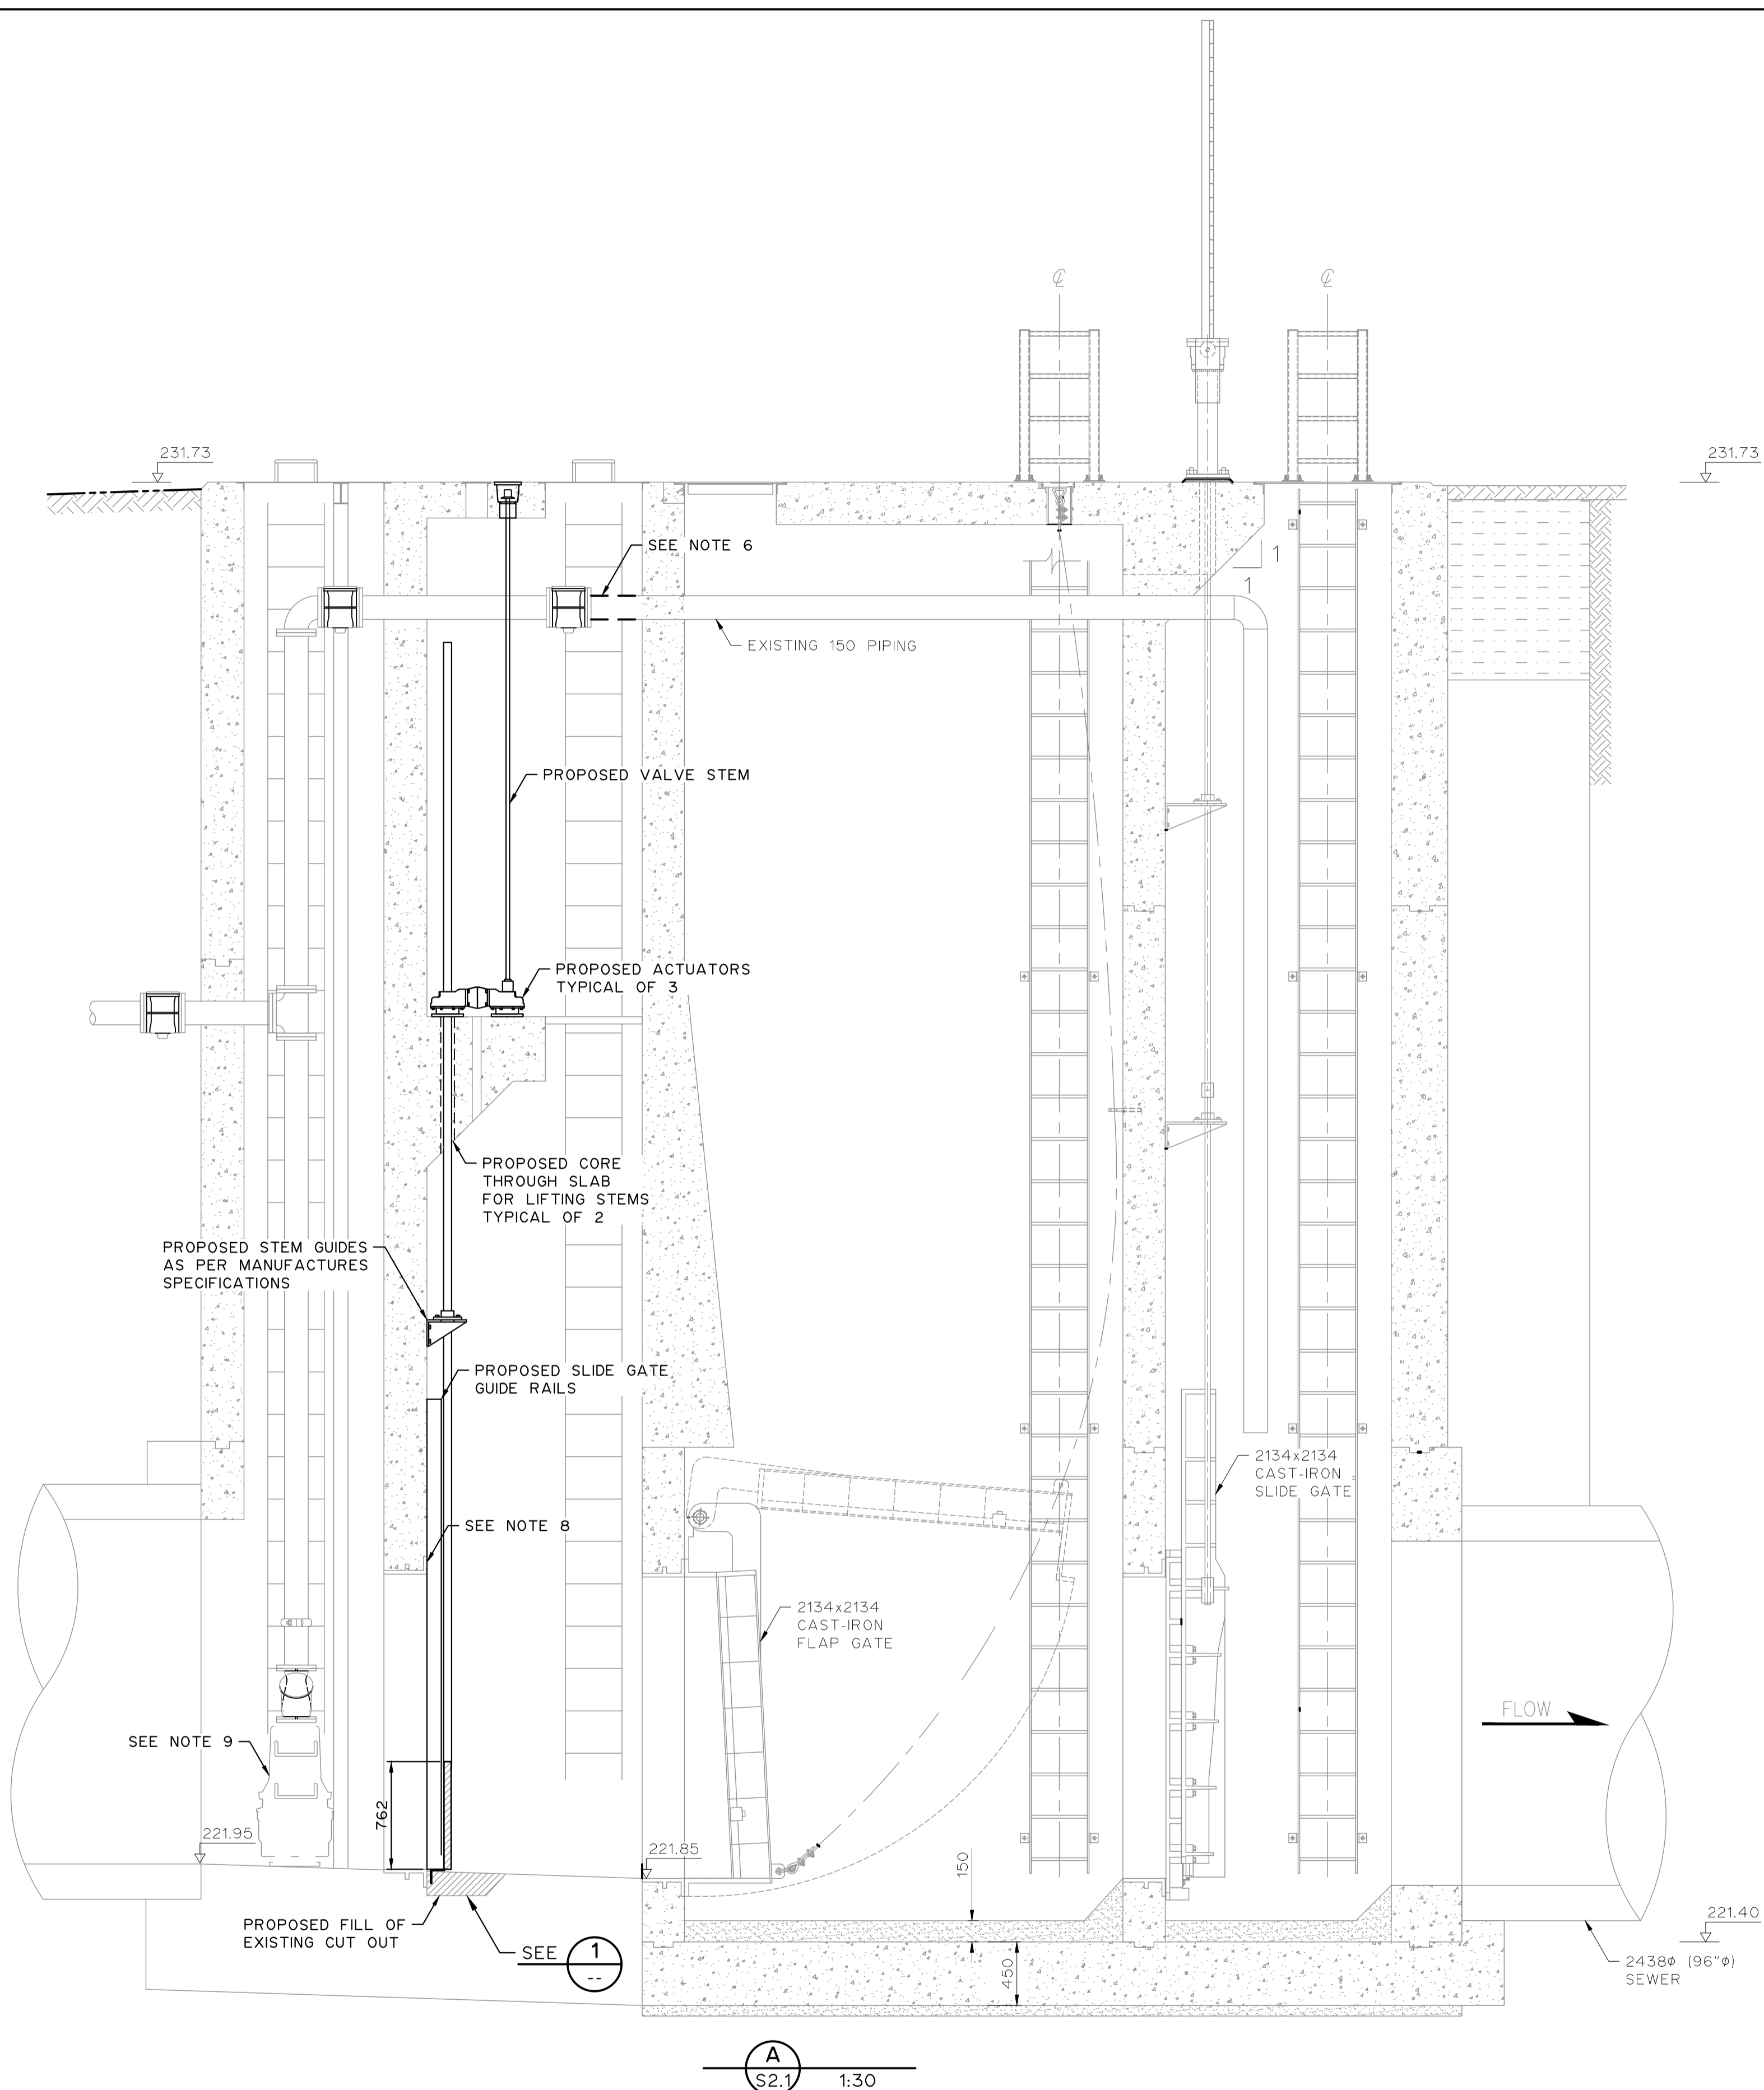 ℄
℄
231.73
231.73
SEE NOTE 6
1
1
EXISTING 150 PIPING
PROPOSED VALVE STEM
PROPOSED ACTUATORS
TYPICAL OF 3
PROPOSED CORE
THROUGH SLAB
FOR LIFTING STEMS
TYPICAL OF 2
PROPOSED STEM GUIDES
AS PER MANUFACTURES
SPECIFICATIONS
PROPOSED SLIDE GATE
GUIDE RAILS
2134x2134
CAST-IRON
SLIDE GATE
SEE NOTE 8
2134x2134
CAST-IRON
FLAP GATE
FLOW
SEE NOTE 9
762
221.95
221.85
150
PROPOSED FILL OF
EXISTING CUT OUT
SEE
1
--
450
221.40
2438ø (96"ø)
SEWER
A
S2.1
1:30